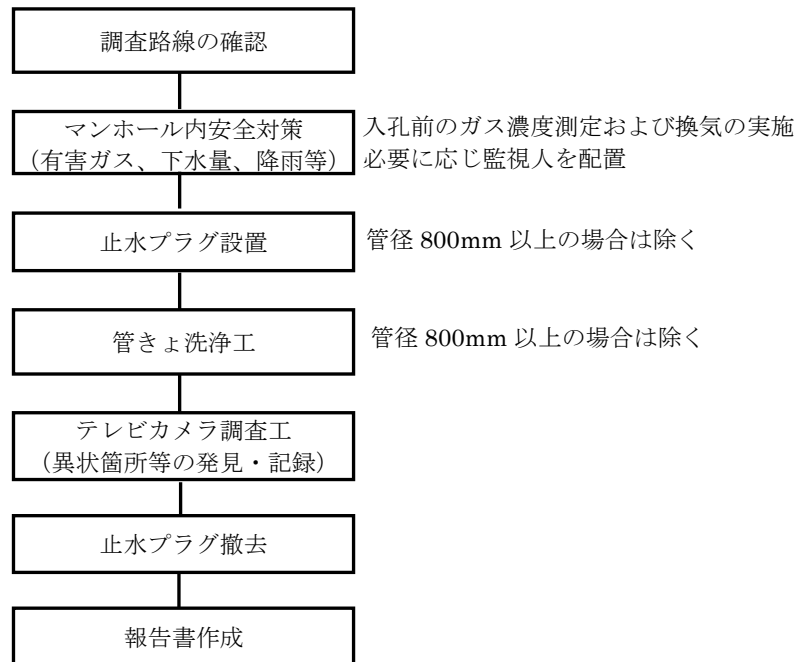 調査路線の確認
マンホール内安全対策
（有害ガス、下水量、降雨等）
入孔前のガス濃度測定および換気の実施
必要に応じ監視人を配置
止水プラグ設置
管径 800mm 以上の場合は除く
管きょ洗浄工
管径 800mm 以上の場合は除く
テレビカメラ調査工
（異状箇所等の発見・記録）
止水プラグ撤去
報告書作成